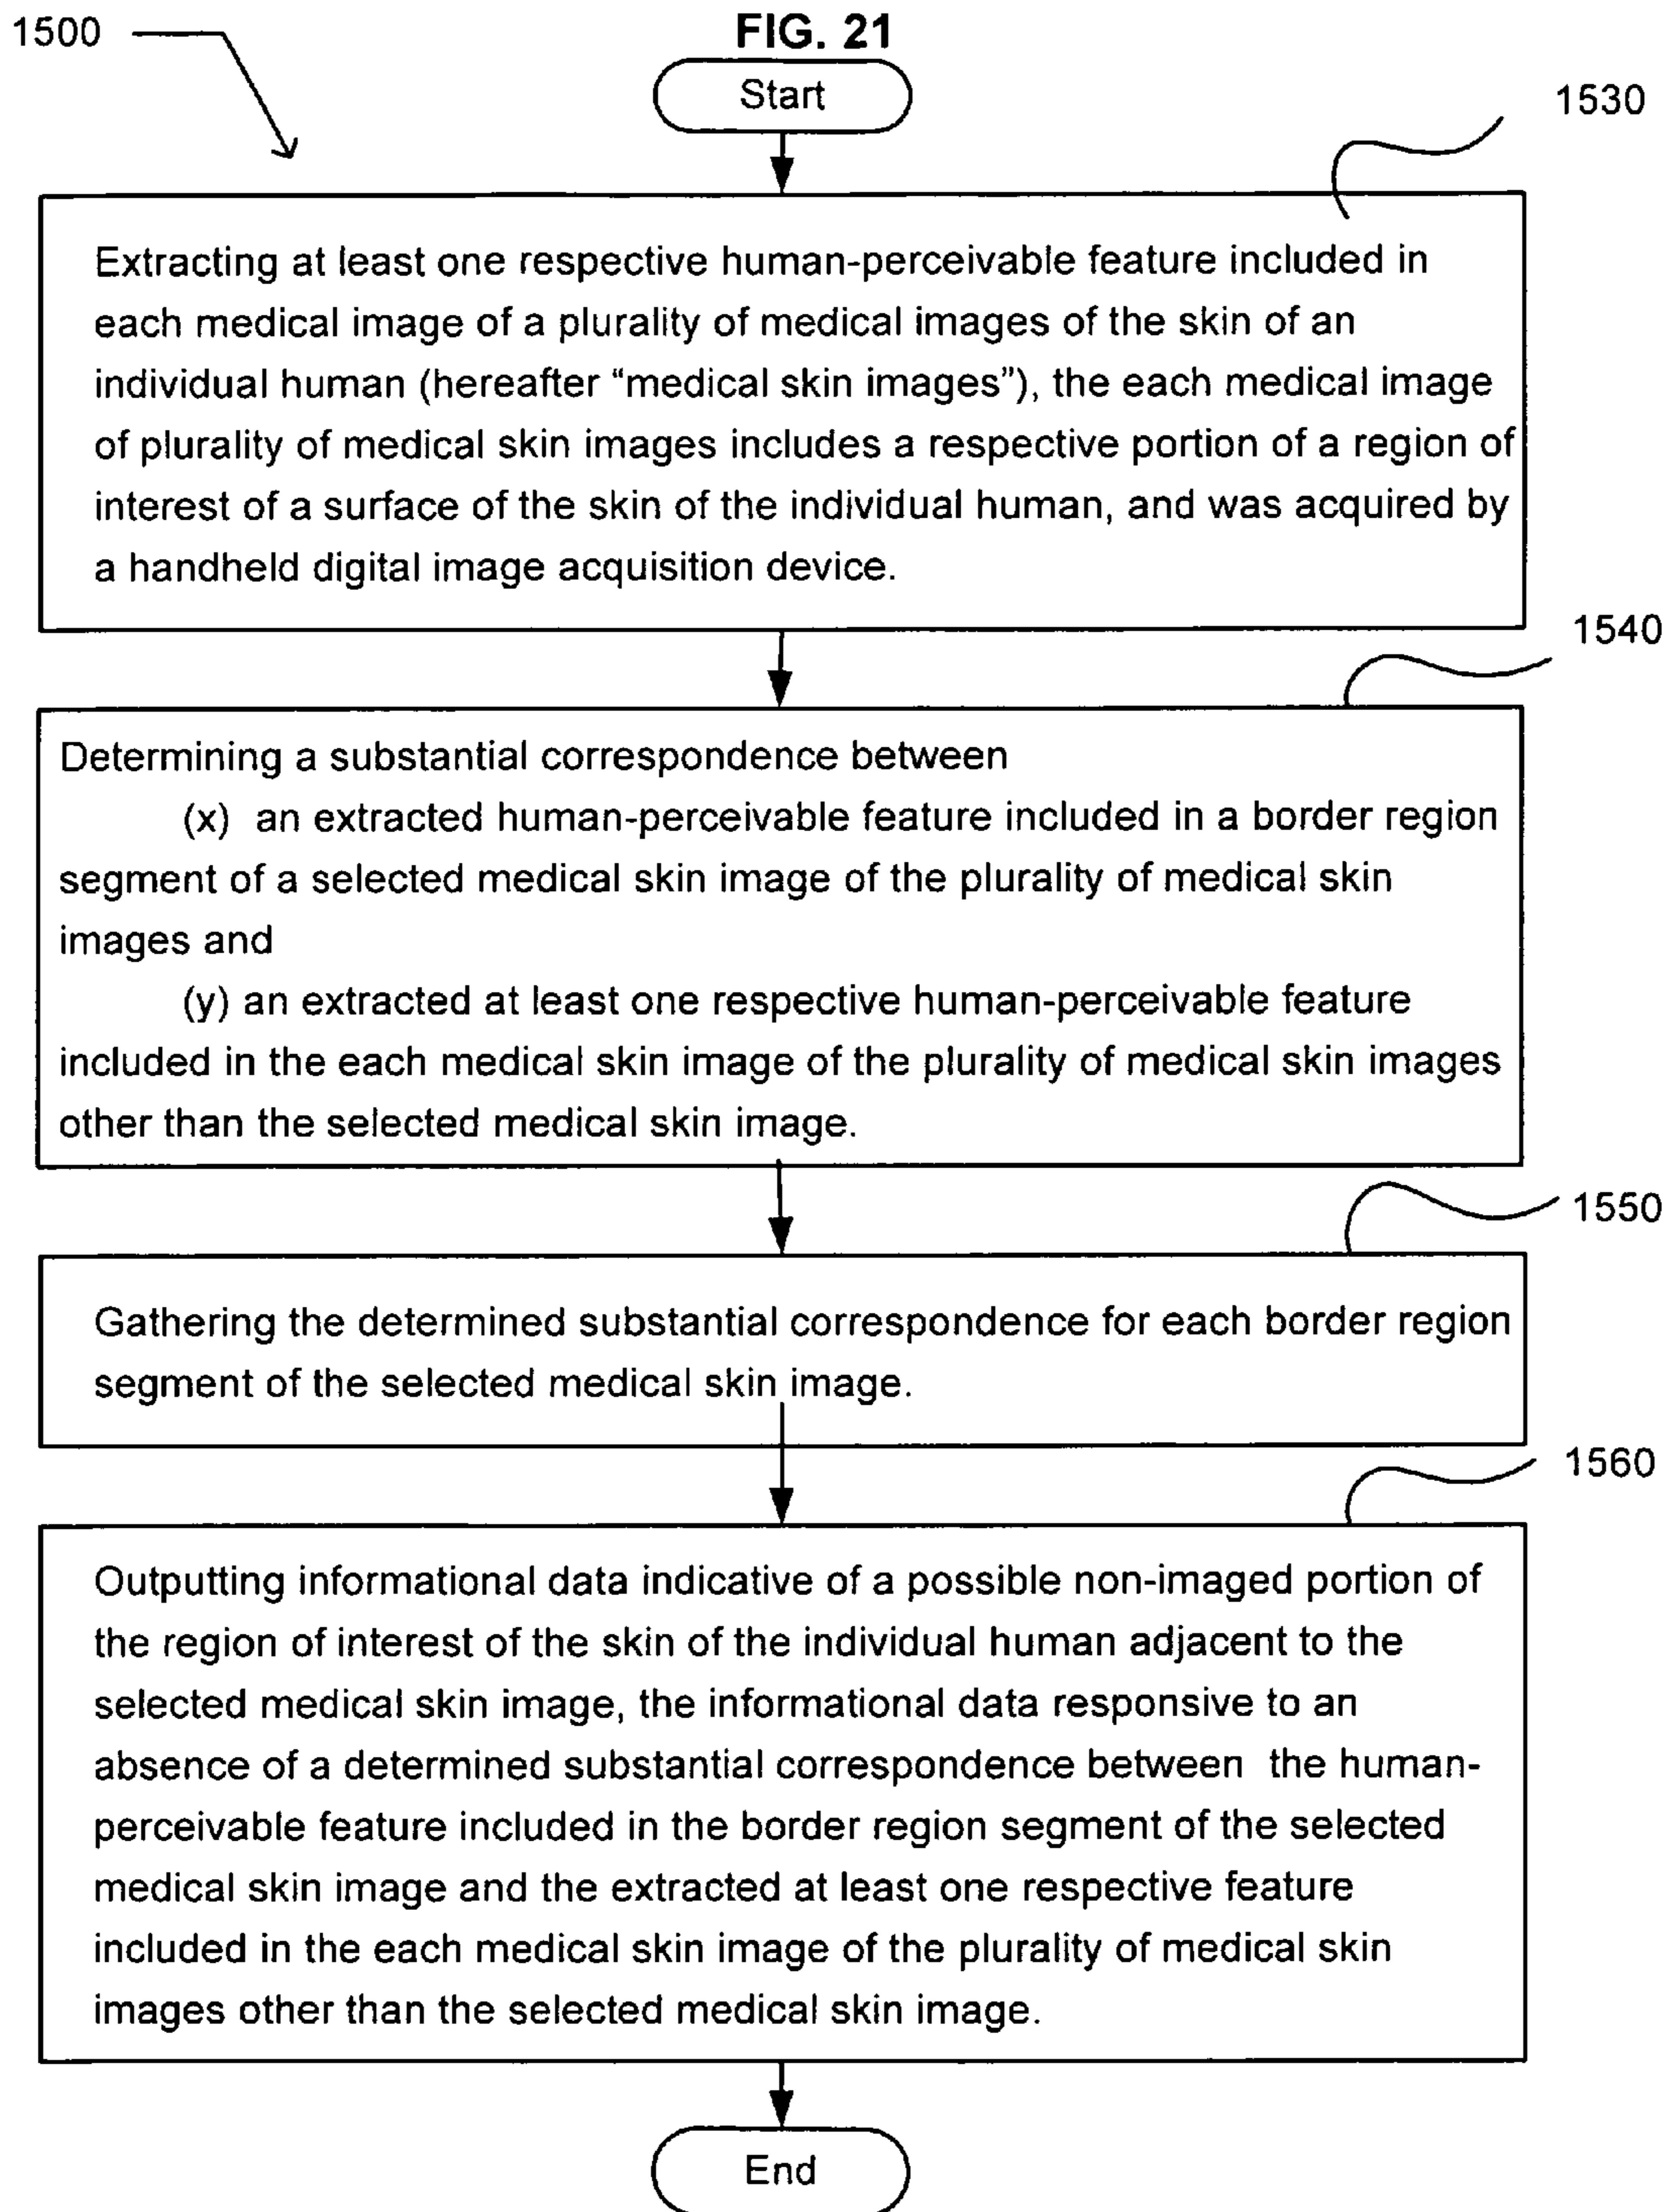 1500
FIG. 21
Start
1530
Extracting at least one respective human-perceivable feature included in
each medical image of a plurality of medical images of the skin of an
individual human (hereafter “medical skin images”), the each medical image
of plurality of medical skin images includes a respective portion of a region of
interest of a surface of the skin of the individual human, and was acquired by
a handheld digital image acquisition device.
1540
Determining a substantial correspondence between
(x) an extracted human-perceivable feature included in a border region
segment of a selected medical skin image of the plurality of medical skin
images and
(y) an extracted at least one respective human-perceivable feature
included in the each medical skin image of the plurality of medical skin images
other than the selected medical skin image.
1550
Gathering the determined substantial correspondence for each border region
segment of the selected medical skin image.
1560
Outputting informational data indicative of a possible non-imaged portion of
the region of interest of the skin of the individual human adjacent to the
selected medical skin image, the informational data responsive to an
absence of a determined substantial correspondence between the human-
perceivable feature included in the border region segment of the selected
medical skin image and the extracted at least one respective feature
included in the each medical skin image of the plurality of medical skin
images other than the selected medical skin image.
End